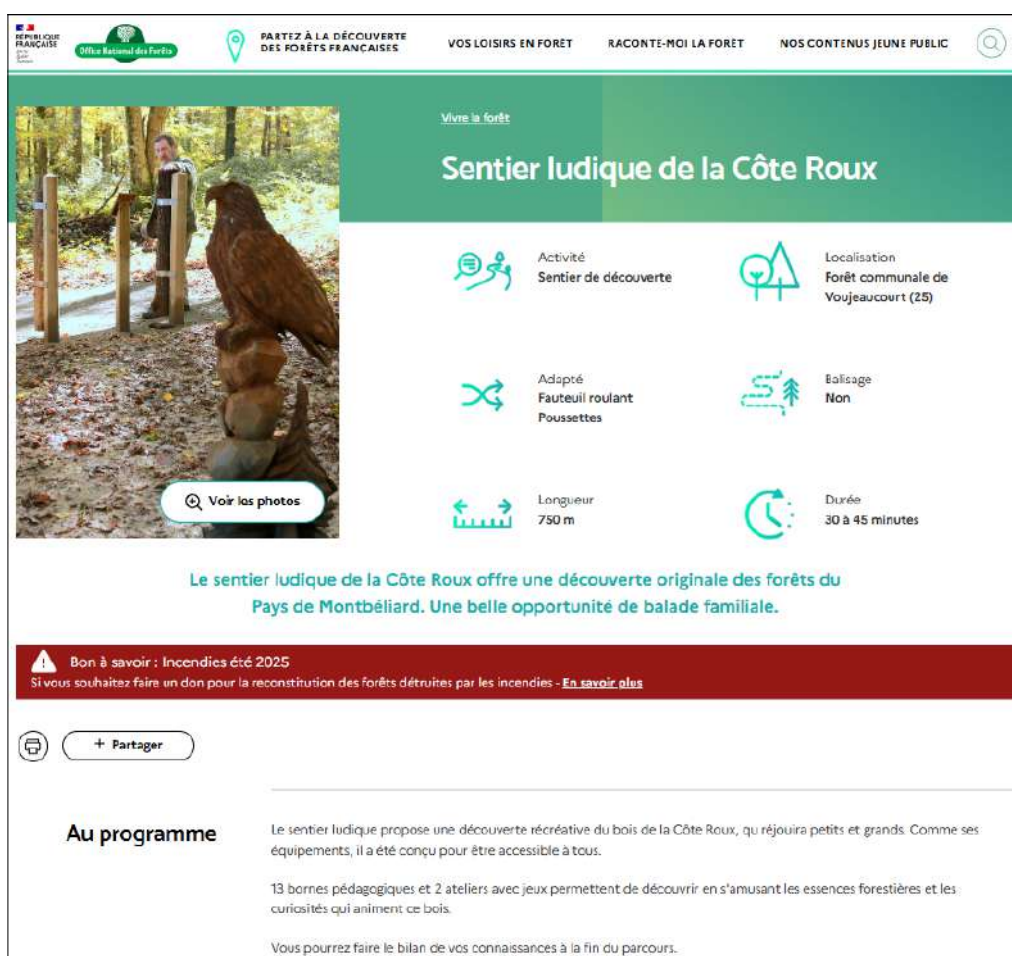 RÉPUBLIQUE
FRANÇAISE
Office National des Forêts
PARTEZ À LA DÉCOUVERTE
DES FORÊTS FRANÇAISES
VOS LOISIRS EN FORÊT
RACONTE-MOI LA FORÊT
NOS CONTENUS JEUNE PUBLIC
Vivre la forêt
Sentier ludique de la Côte Roux
Activité
Sentier de découverte
Localisation
Forêt communale de
Voujeaucourt (25)
Adapté
Fauteuil roulant
Poussettes
Balisage
Non
Voir les photos
Longueur
750 m
Durée
30 à 45 minutes
Le sentier ludique de la Côte Roux offre une découverte originale des forêts du
Pays de Montbéliard. Une belle opportunité de balade familiale.
Bon à savoir : Incendies été 2025
Si vous souhaitez faire un don pour la reconstitution des forêts détruites par les incendies - En savoir plus
+ Partager
Au programme
Le sentier ludique propose une découverte récréative du bois de la Côte Roux, qui réjouira petits et grands. Comme ses
équipements, il a été conçu pour être accessible à tous.
13 bornes pédagogiques et 2 ateliers avec jeux permettent de découvrir en s'amusant les essences forestières et les
curiosités qui animent ce bois.
Vous pourrez faire le bilan de vos connaissances à la fin du parcours.